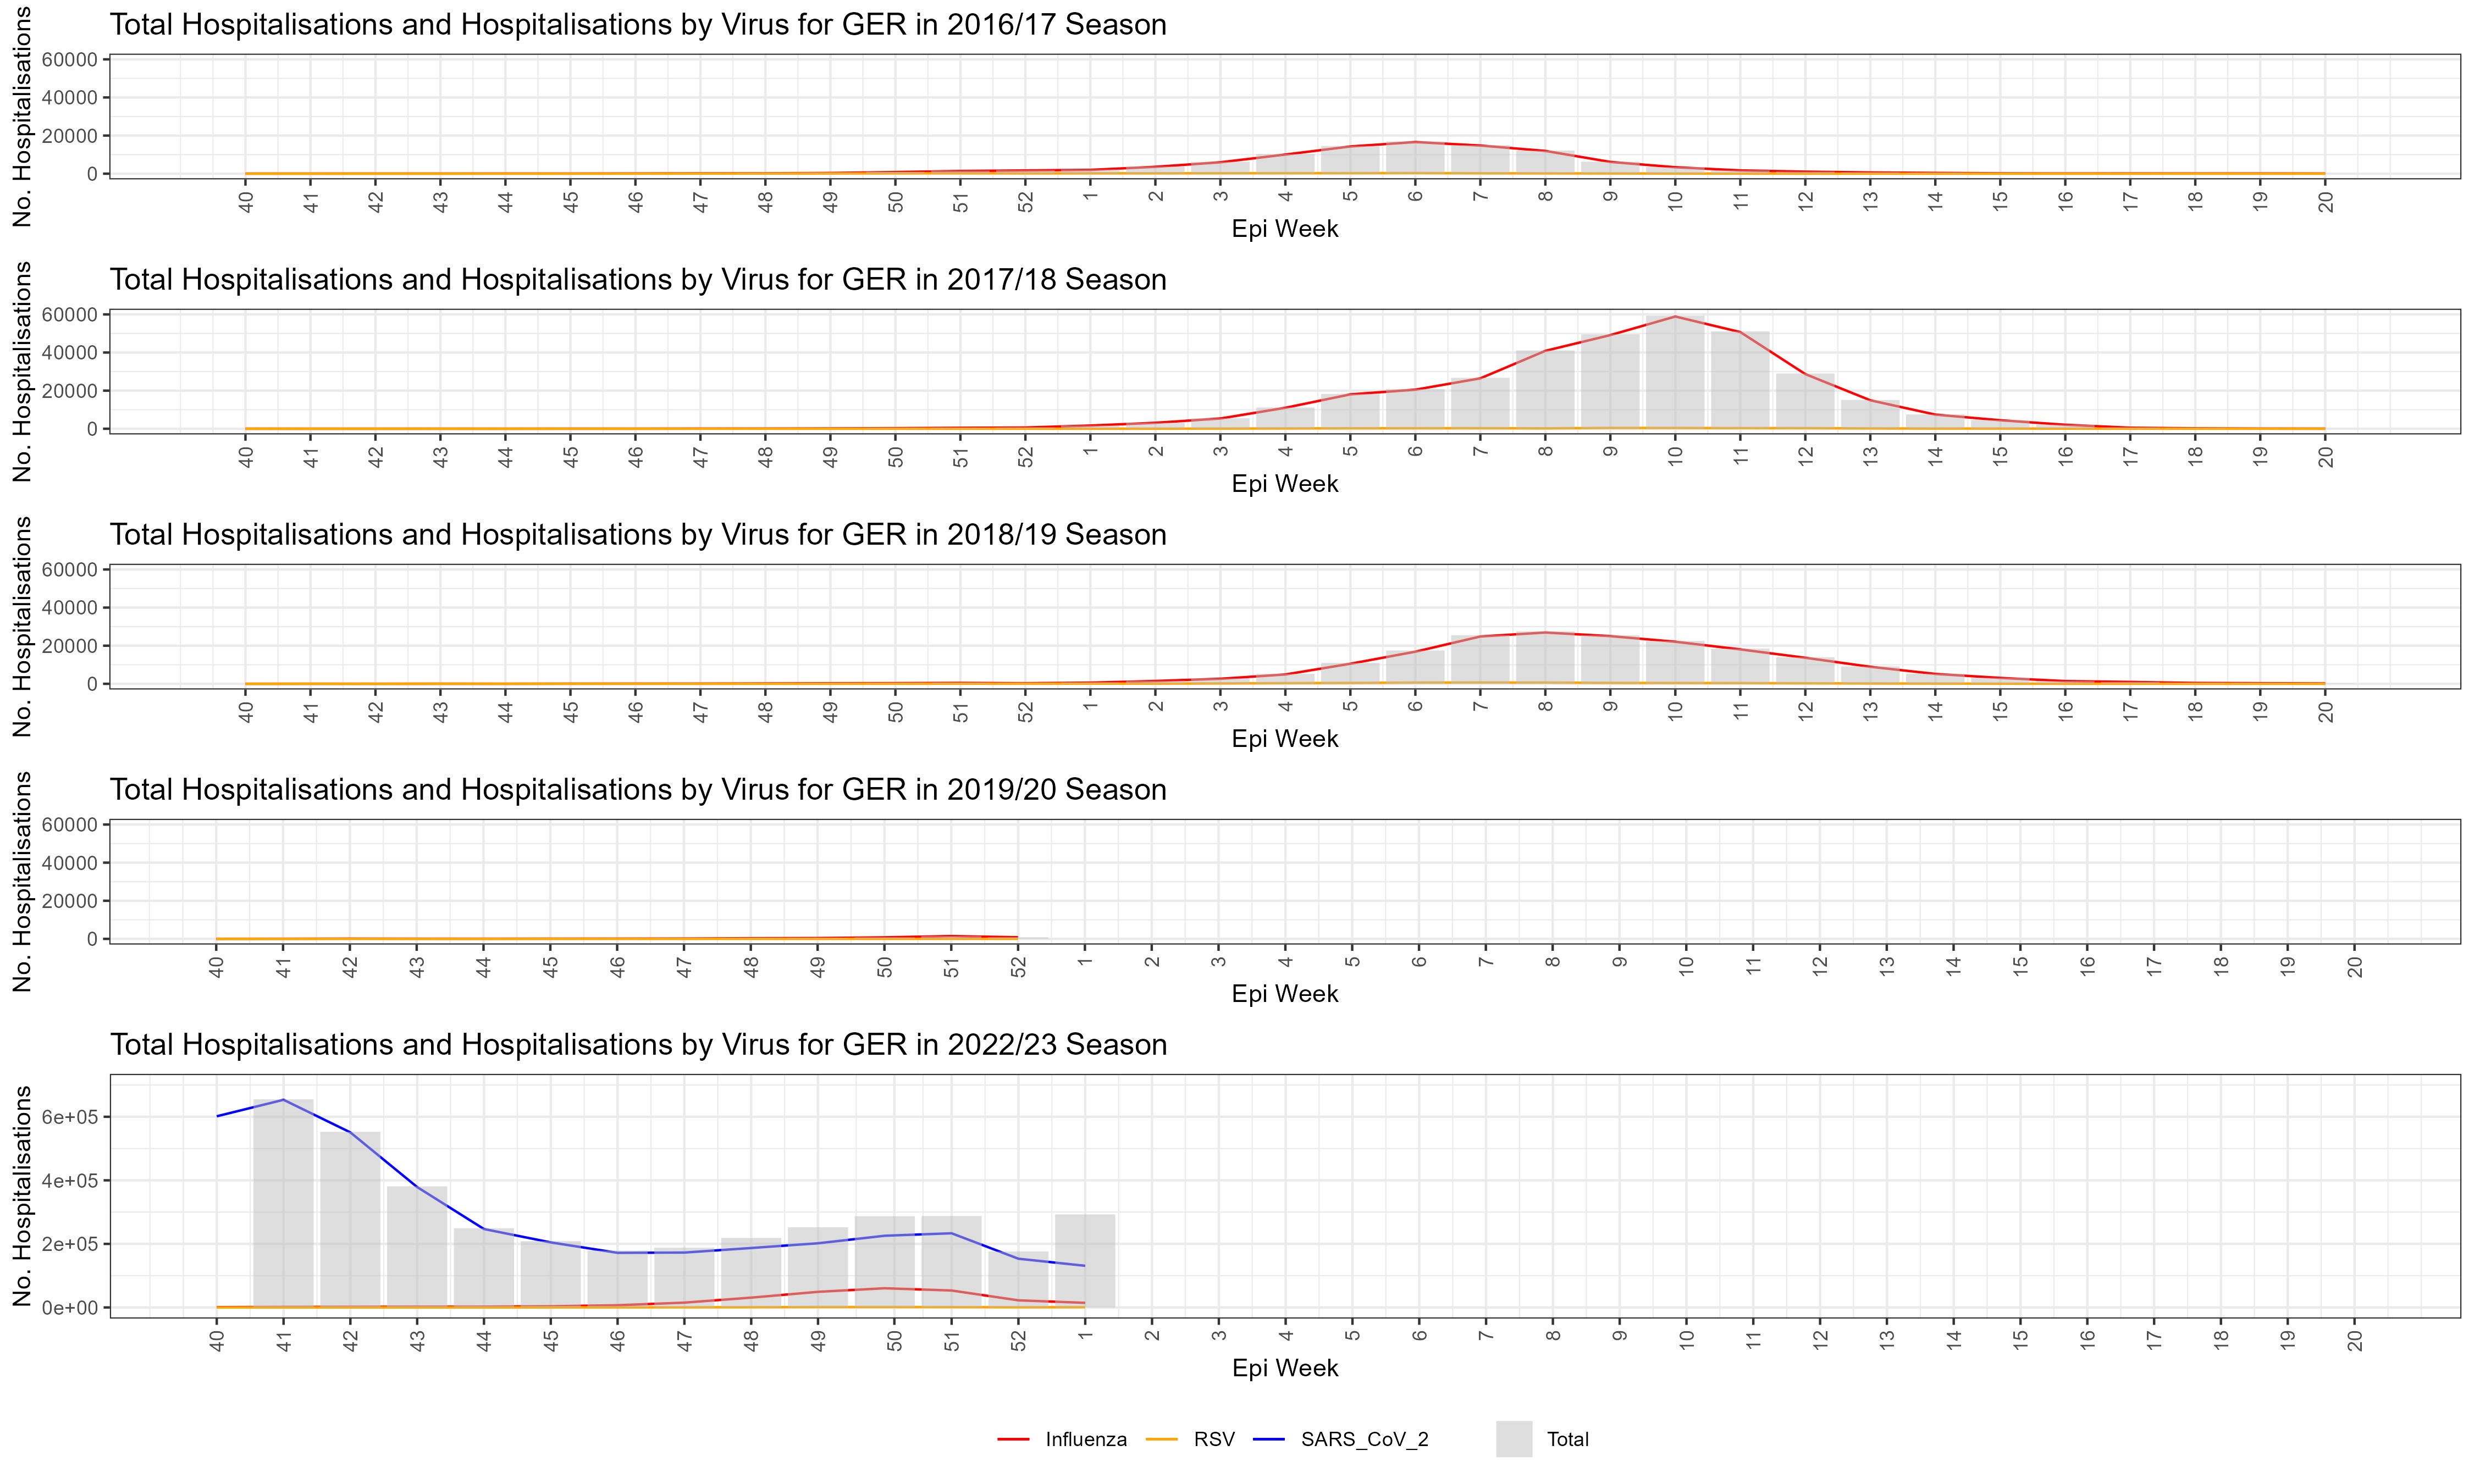 Total Hospitalisations and Hospitalisations by Virus for GER in 2016/17 Season
No. Hospitalisations
60000
40000
20000
0
40 41 42 43 44 45 46 47 48 49 50 51 52 1 2 3 4 5 6 7 8 9 10 11 12 13 14 15 16 17 18 19 20
Epi Week
Total Hospitalisations and Hospitalisations by Virus for GER in 2017/18 Season
No. Hospitalisations
60000
40000
20000
0
40 41 42 43 44 45 46 47 48 49 50 51 52 1 2 3 4 5 6 7 8 9 10 11 12 13 14 15 16 17 18 19 20
Epi Week
Total Hospitalisations and Hospitalisations by Virus for GER in 2018/19 Season
No. Hospitalisations
60000
40000
20000
0
40 41 42 43 44 45 46 47 48 49 50 51 52 1 2 3 4 5 6 7 8 9 10 11 12 13 14 15 16 17 18 19 20
Epi Week
Total Hospitalisations and Hospitalisations by Virus for GER in 2019/20 Season
No. Hospitalisations
60000
40000
20000
0
40 41 42 43 44 45 46 47 48 49 50 51 52 1 2 3 4 5 6 7 8 9 10 11 12 13 14 15 16 17 18 19 20
Epi Week
Total Hospitalisations and Hospitalisations by Virus for GER in 2022/23 Season
No. Hospitalisations
6e+05
4e+05
2e+05
0e+00
40 41 42 43 44 45 46 47 48 49 50 51 52 1 2 3 4 5 6 7 8 9 10 11 12 13 14 15 16 17 18 19 20
Epi Week
Influenza RSV SARS_CoV_2 Total